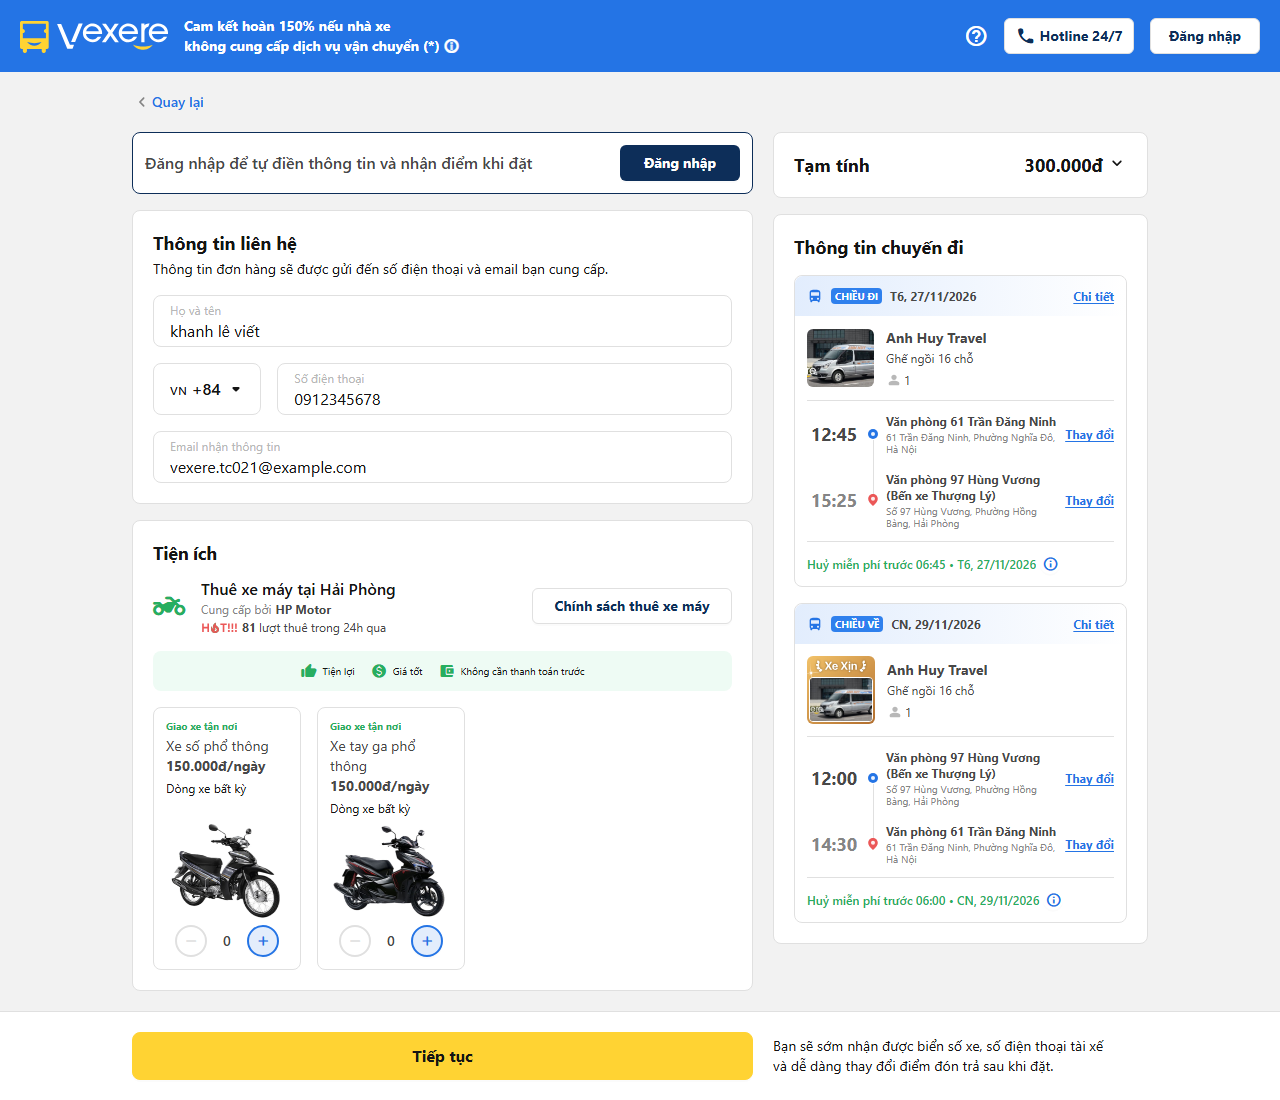 vexere
Cam kết hoàn 150% nếu nhà xe
không cung cấp dịch vụ vận chuyển (*)
Hotline 24/7
Đăng nhập
Quay lại
Đăng nhập để tự điền thông tin và nhận điểm khi đặt
Đăng nhập
Thông tin liên hệ
Thông tin đơn hàng sẽ được gửi đến số điện thoại và email bạn cung cấp.
Họ và tên
khanh lê viết
VN +84
Số điện thoại
0912345678
Email nhận thông tin
vexere.tc021@example.com
Tiện ích
Thuê xe máy tại Hải Phòng
Cung cấp bởi HP Motor
HOT!!! 81 lượt thuê trong 24h qua
Chính sách thuê xe máy
Tiện lợi
Giá tốt
Không cần thanh toán trước
Giao xe tận nơi
Xe số phổ thông
150.000đ/ngày
Dòng xe bất kỳ
0
Giao xe tận nơi
Xe tay ga phổ
thông
150.000đ/ngày
Dòng xe bất kỳ
0
Tạm tính
300.000đ
Thông tin chuyến đi
CHIỀU ĐI
T6, 27/11/2026
Chi tiết
Anh Huy Travel
Ghế ngồi 16 chỗ
1
12:45
Văn phòng 61 Trần Đăng Ninh
61 Trần Đăng Ninh, Phường Nghĩa Đô,
Hà Nội
Thay đổi
15:25
Văn phòng 97 Hùng Vương
(Bến xe Thượng Lý)
Số 97 Hùng Vương, Phường Hồng
Bàng, Hải Phòng
Thay đổi
Huỷ miễn phí trước 06:45 • T6, 27/11/2026
CHIỀU VỀ
CN, 29/11/2026
Chi tiết
Xe Xịn
Anh Huy Travel
Ghế ngồi 16 chỗ
1
12:00
Văn phòng 97 Hùng Vương
(Bến xe Thượng Lý)
Số 97 Hùng Vương, Phường Hồng
Bàng, Hải Phòng
Thay đổi
14:30
Văn phòng 61 Trần Đăng Ninh
61 Trần Đăng Ninh, Phường Nghĩa Đô,
Hà Nội
Thay đổi
Huỷ miễn phí trước 06:00 • CN, 29/11/2026
Tiếp tục
Bạn sẽ sớm nhận được biển số xe, số điện thoại tài xế
và dễ dàng thay đổi điểm đón trả sau khi đặt.